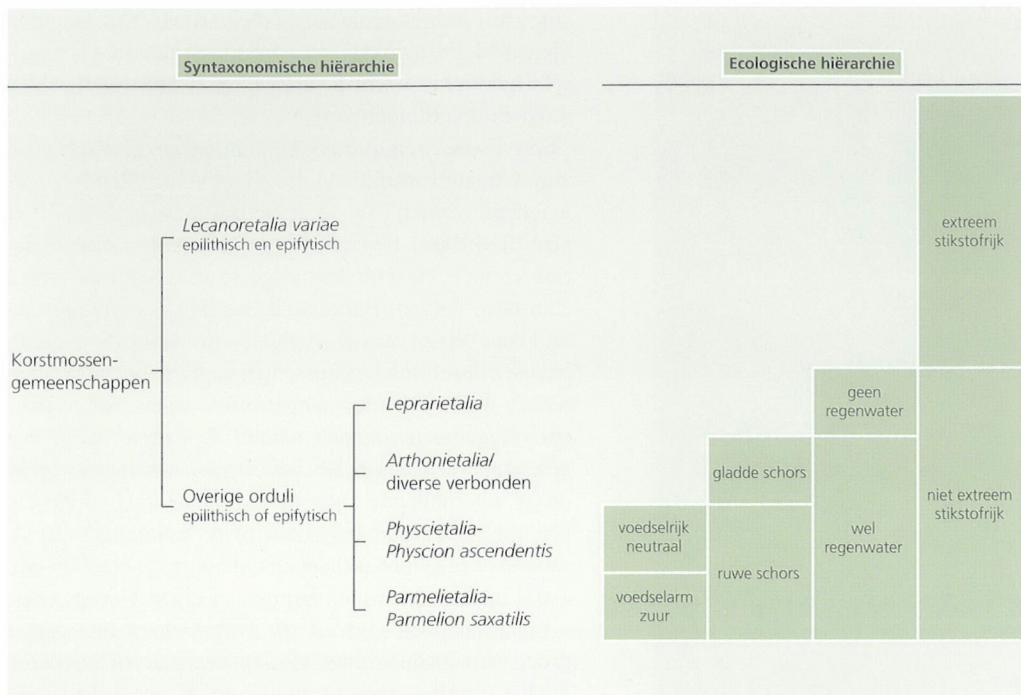 Syntaxonomische hiërarchie
Ecologische hiërarchie
Lecanoretalia variae
epilithisch en epifytisch
Korstmossen-
gemeenschappen
Overige orduli
epilithisch of epifytisch
Leprarietalia
Arthonietalia/
diverse verbonden
Physcietalia-
Physcion ascendentis
Parmelietalia-
Parmelion saxatilis
extreem
stikstofrijk
geen
regenwater
gladde schors
niet extreem
stikstofrijk
voedselrijk
neutraal
wel
regenwater
ruwe schors
voedselarm
zuur